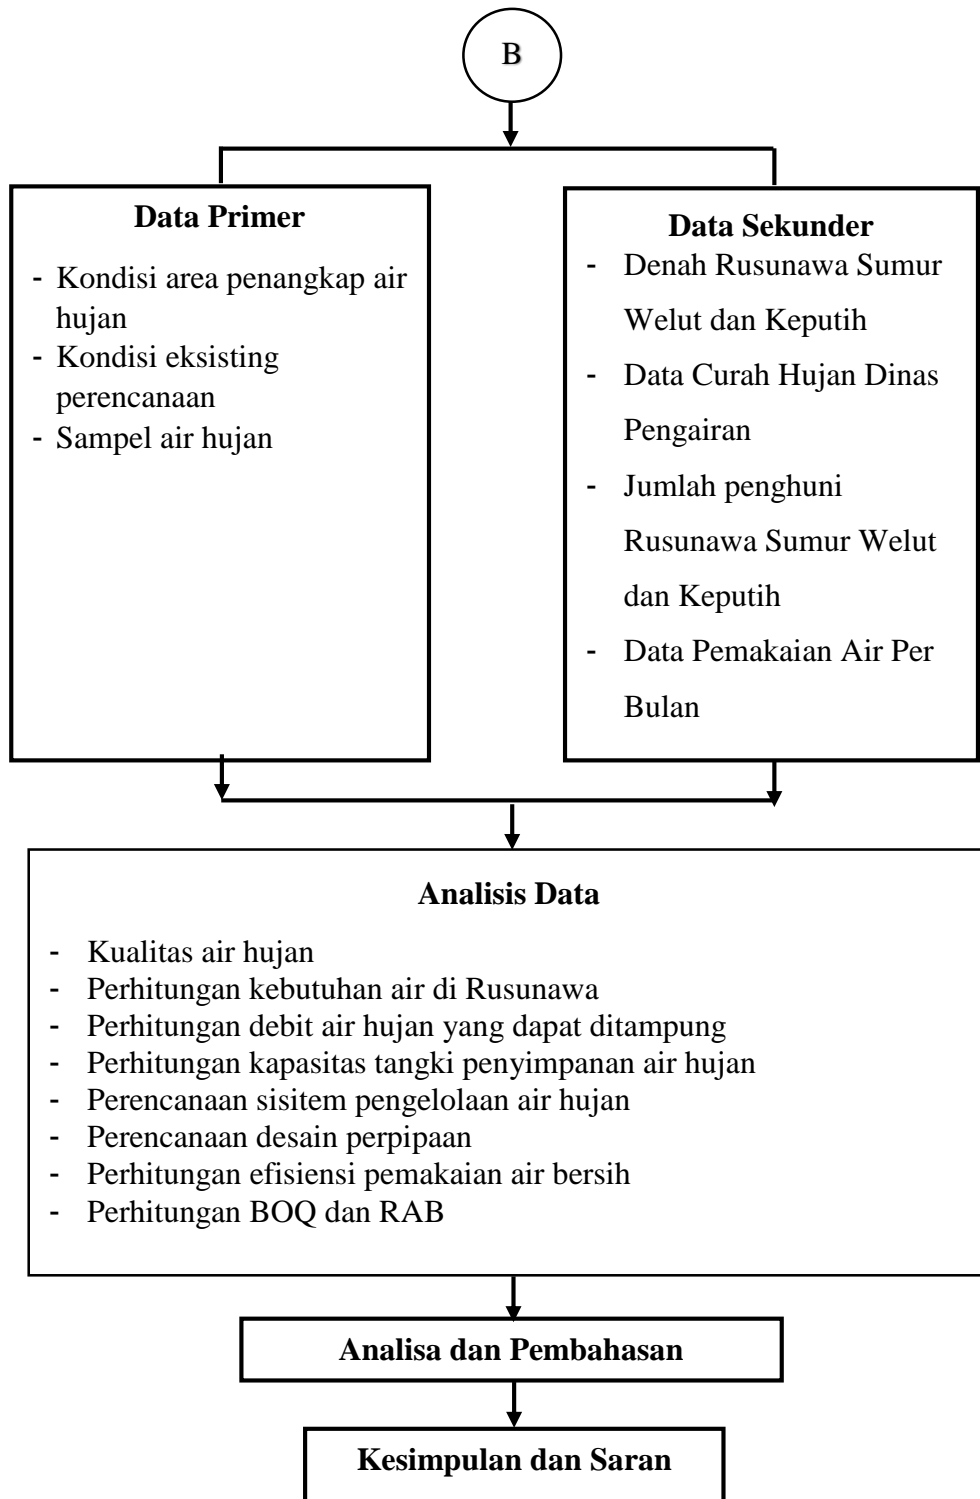 B
Data Primer
- Kondisi area penangkap air
hujan
- Kondisi eksisting
perencanaan
- Sampel air hujan
Data Sekunder
- Denah Rusunawa Sumur
Welut dan Keputih
- Data Curah Hujan Dinas
Pengairan
- Jumlah penghuni
Rusunawa Sumur Welut
dan Keputih
- Data Pemakaian Air Per
Bulan
Analisis Data
- Kualitas air hujan
- Perhitungan kebutuhan air di Rusunawa
- Perhitungan debit air hujan yang dapat ditampung
- Perhitungan kapasitas tangki penyimpanan air hujan
- Perencanaan sisitem pengelolaan air hujan
- Perencanaan desain perpipaan
- Perhitungan efisiensi pemakaian air bersih
- Perhitungan BOQ dan RAB
Analisa dan Pembahasan
Kesimpulan dan Saran